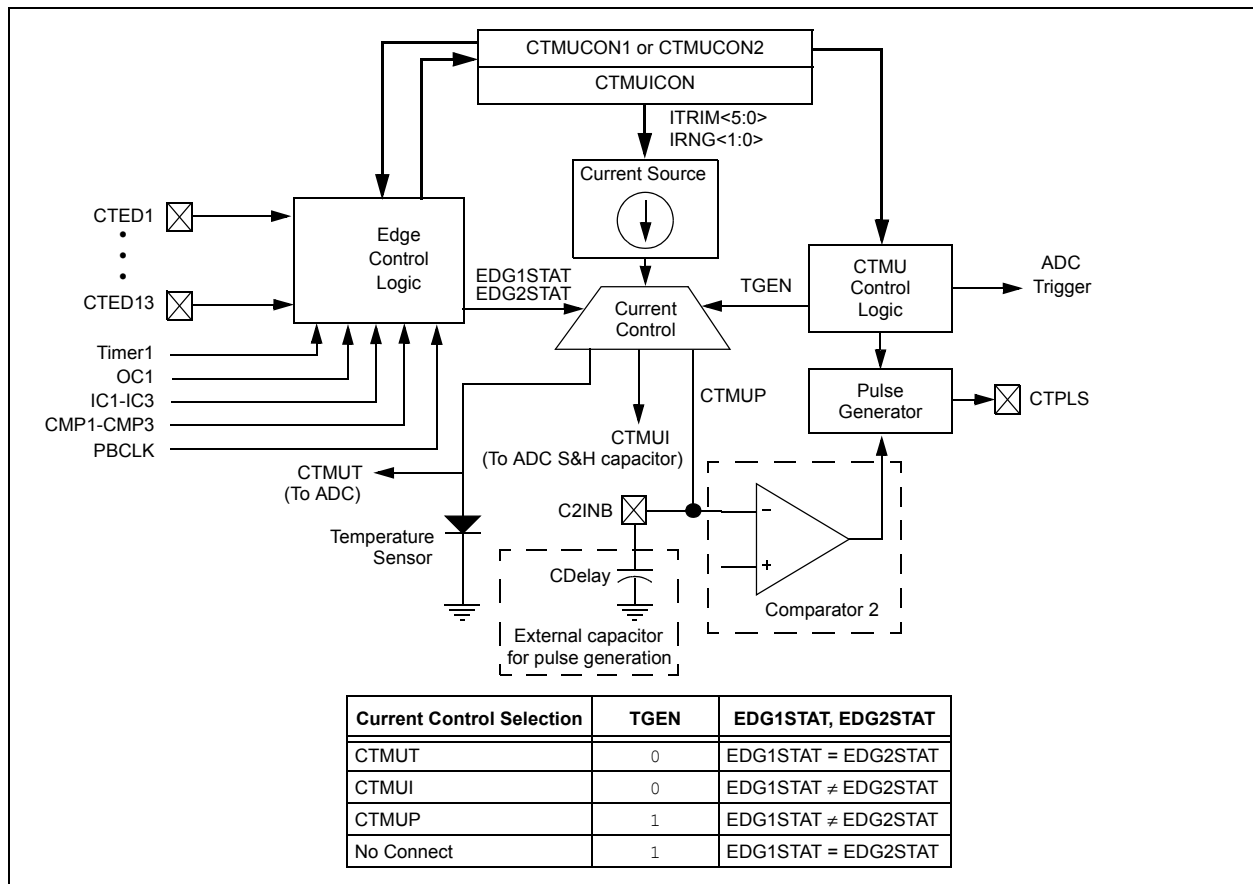 CTMUCON1 or CTMUCON2
CTMUICON
ITRIM<5:0>
IRNG<1:0>
Current Source
CTED1
CTED13
Edge
Control
Logic
EDG1STAT
EDG2STAT
Current
Control
TGEN
CTMU
Control
Logic
ADC
Trigger
Timer1
OC1
IC1-IC3
CMP1-CMP3
PBCLK
Pulse
Generator
CTPLS
CTMUP
CTMUI
(To ADC S&H capacitor)
CTMUT
(To ADC)
C2INB
−
+
Temperature
Sensor
CDelay
Comparator 2
External capacitor
for pulse generation
Current Control Selection TGEN EDG1STAT, EDG2STAT
CTMUT 0 EDG1STAT = EDG2STAT
CTMUI 0 EDG1STAT ≠ EDG2STAT
CTMUP 1 EDG1STAT ≠ EDG2STAT
No Connect 1 EDG1STAT = EDG2STAT